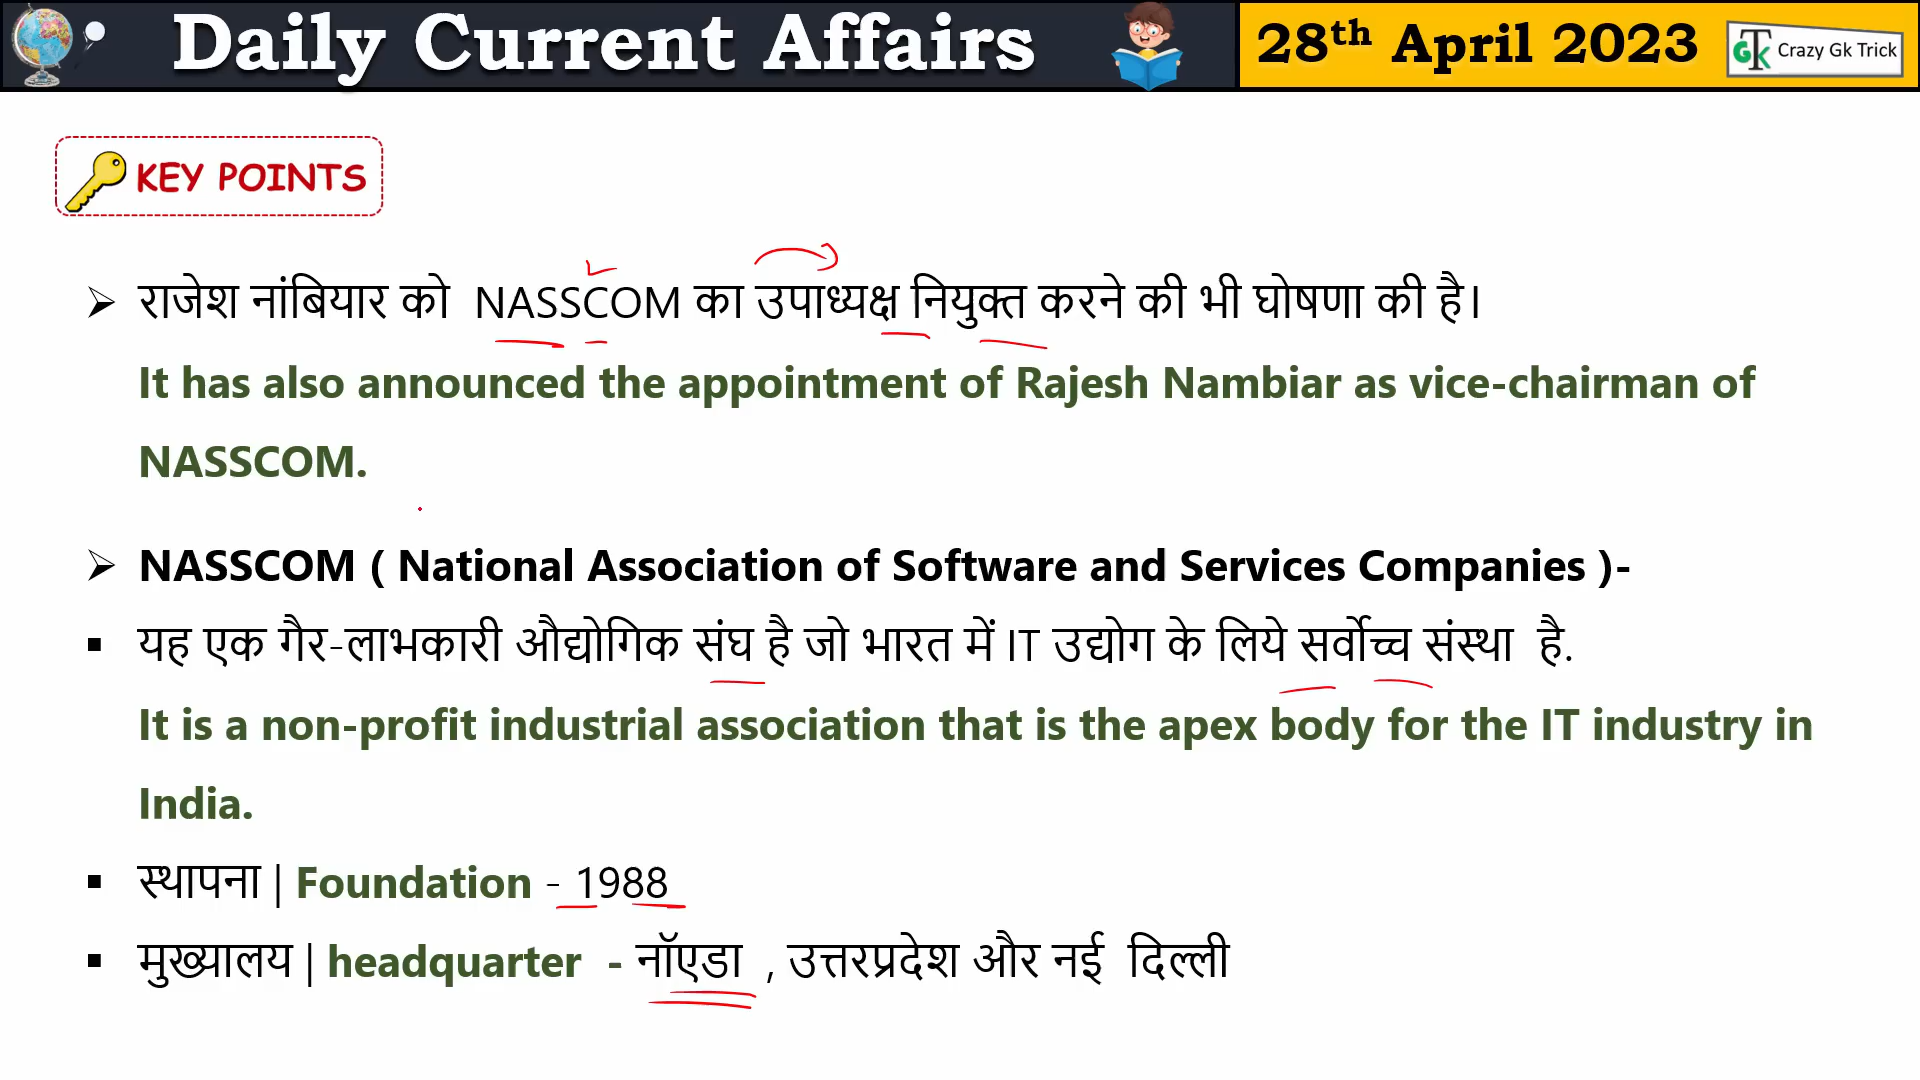 Daily Current Affairs
28th April 2023
GTK Crazy Gk Trick
KEY POINTS
राजेश नांबियार को NASSCOM का उपाध्यक्ष नियुक्त करने की भी घोषणा की है।
It has also announced the appointment of Rajesh Nambiar as vice-chairman of
NASSCOM.
NASSCOM ( National Association of Software and Services Companies )-
यह एक गैर-लाभकारी औद्योगिक संघ है जो भारत में IT उद्योग के लिये सर्वोच्च संस्था है.
It is a non-profit industrial association that is the apex body for the IT industry in
India.
स्थापना | Foundation - 1988
मुख्यालय | headquarter - नॉएडा , उत्तरप्रदेश और नई दिल्ली